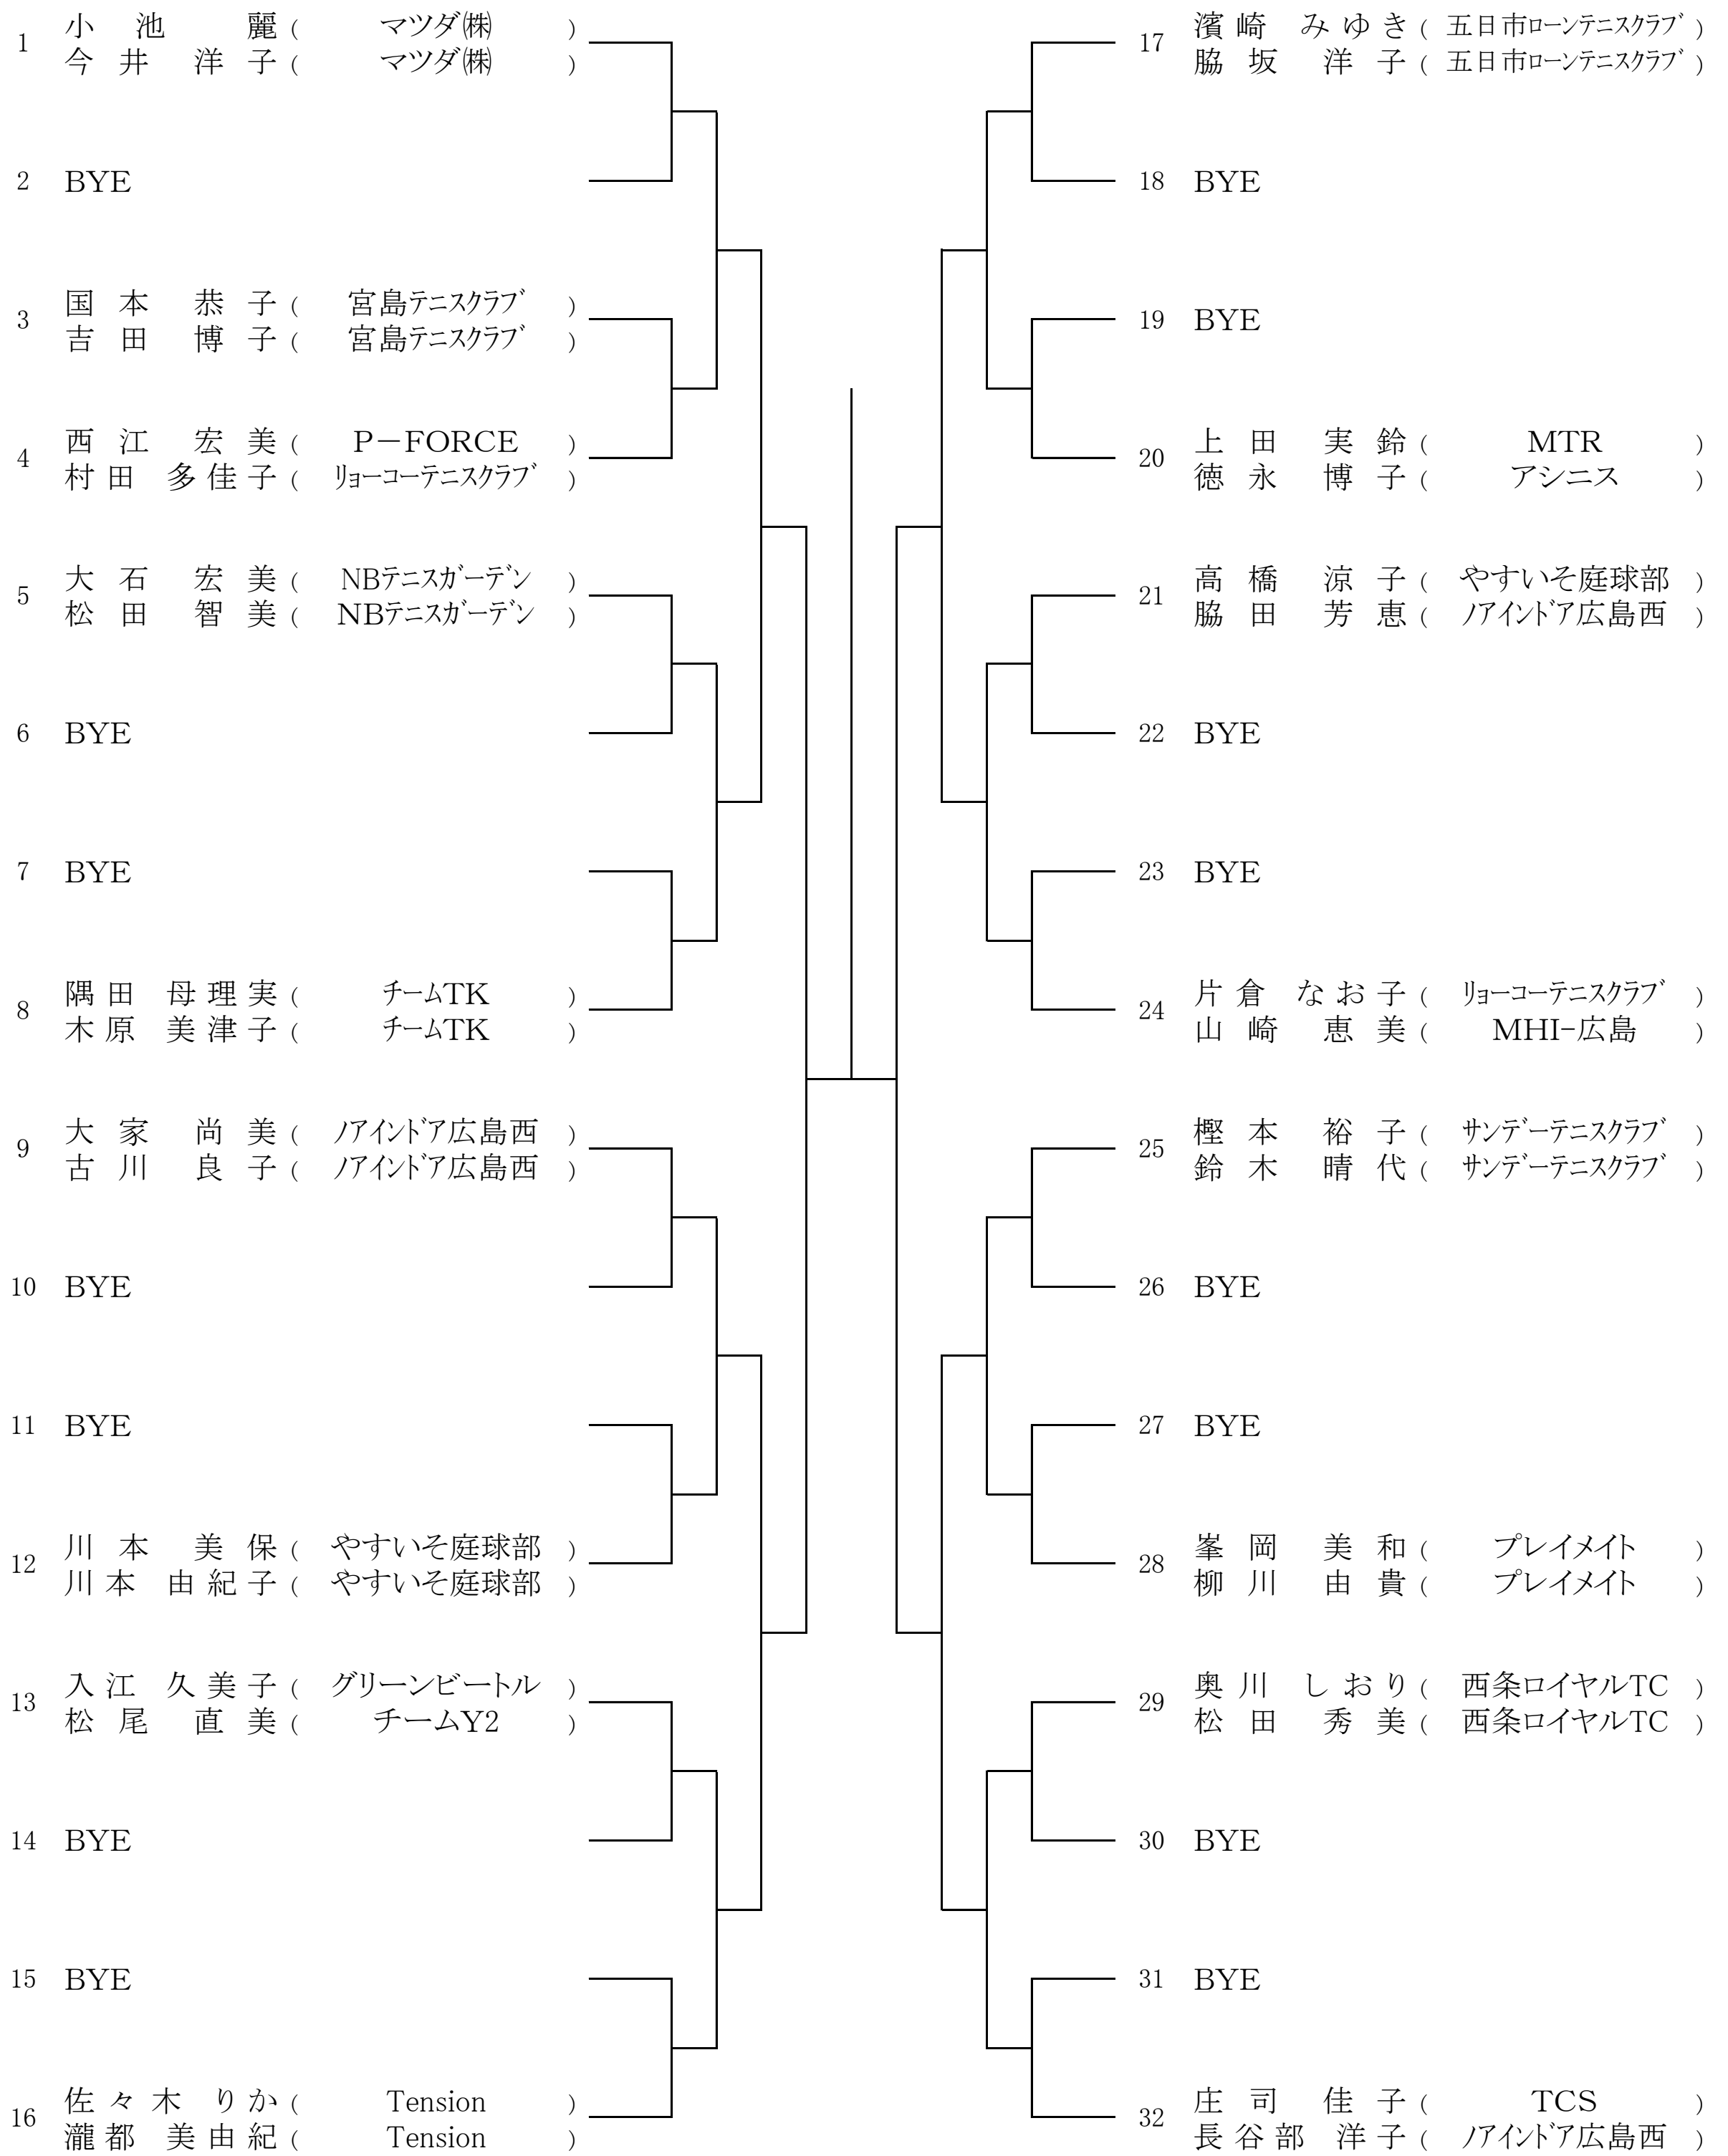 1 小池 麗 ( マツダ㈱ )
今井 洋子 ( マツダ㈱ )
2 BYE
3 国本 恭子 ( 宮島ﾃﾆｽｸﾗﾌﾞ )
吉田 博子 ( 宮島ﾃﾆｽｸﾗﾌﾞ )
4 西江 宏美 ( P－FORCE )
村田 多佳子 ( ﾘｮｰｺｰﾃﾆｽｸﾗﾌﾞ )
5 大石 宏美 ( NBﾃﾆｽｶﾞｰﾃﾞﾝ )
松田 智美 ( NBﾃﾆｽｶﾞｰﾃﾞﾝ )
6 BYE
7 BYE
8 隅田 母理実 ( ﾁｰﾑTK )
木原 美津子 ( ﾁｰﾑTK )
9 大家 尚美 ( ﾉｱｲﾝﾄﾞｱ広島西 )
古川 良子 ( ﾉｱｲﾝﾄﾞｱ広島西 )
10 BYE
11 BYE
12 川本 美保 ( やすいそ庭球部 )
川本 由紀子 ( やすいそ庭球部 )
13 入江 久美子 ( グリーンビートル )
松尾 直美 ( チームY2 )
14 BYE
15 BYE
16 佐々木 りか ( Tension )
瀧都 美由紀 ( Tension )
17 濱崎 みゆき ( 五日市ﾛｰﾝﾃﾆｽｸﾗﾌﾞ )
脇坂 洋子 ( 五日市ﾛｰﾝﾃﾆｽｸﾗﾌﾞ )
18 BYE
19 BYE
20 上田 実鈴 ( MTR )
徳永 博子 ( アシニス )
21 高橋 涼子 ( やすいそ庭球部 )
脇田 芳恵 ( ﾉｱｲﾝﾄﾞｱ広島西 )
22 BYE
23 BYE
24 片倉 なお子 ( ﾘｮｰｺｰﾃﾆｽｸﾗﾌﾞ )
山崎 恵美 ( MHI-広島 )
25 樫本 裕子 ( ｻﾝﾃﾞｰﾃﾆｽｸﾗﾌﾞ )
鈴木 晴代 ( ｻﾝﾃﾞｰﾃﾆｽｸﾗﾌﾞ )
26 BYE
27 BYE
28 峯岡 美和 ( プレイメイト )
柳川 由貴 ( プレイメイト )
29 奥川 しおり ( 西条ロイヤルTC )
松田 秀美 ( 西条ロイヤルTC )
30 BYE
31 BYE
32 庄司 佳子 ( TCS )
長谷部 洋子 ( ﾉｱｲﾝﾄﾞｱ広島西 )